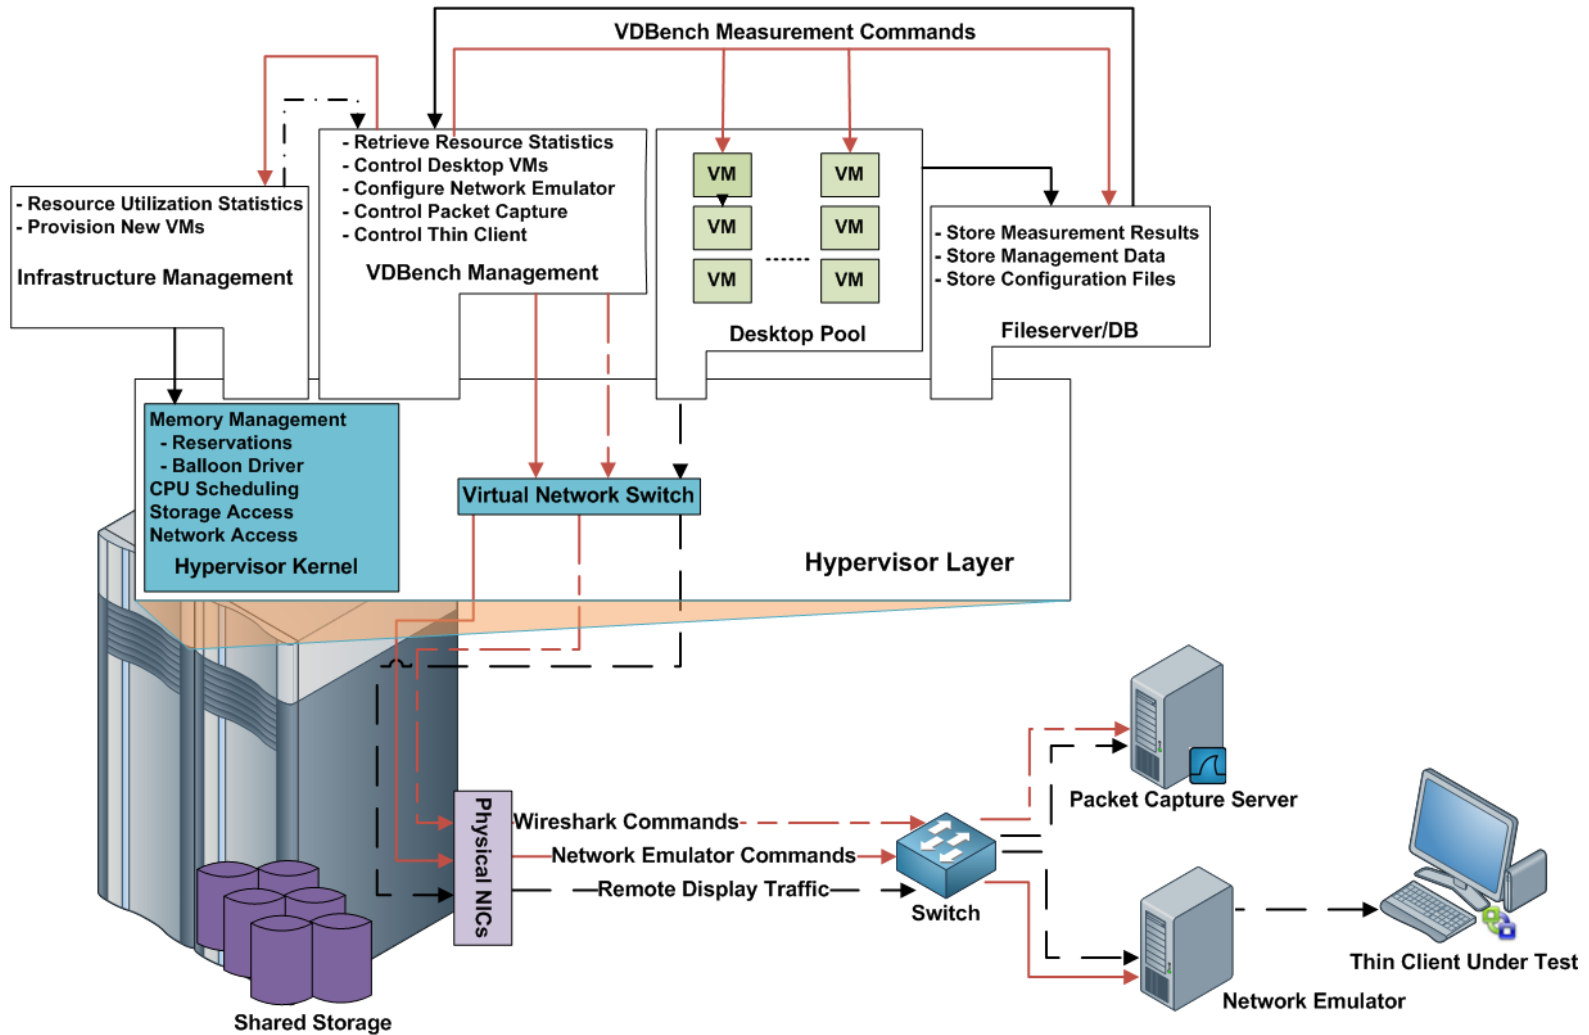 VDBench Measurement Commands
- Resource Utilization Statistics
- Provision New VMs
Infrastructure Management
- Retrieve Resource Statistics
- Control Desktop VMs
- Configure Network Emulator
- Control Packet Capture
- Control Thin Client
VDBench Management
VM
VM
VM
VM
VM
VM
Desktop Pool
- Store Measurement Results
- Store Management Data
- Store Configuration Files
Fileserver/DB
Memory Management
- Reservations
- Balloon Driver
CPU Scheduling
Storage Access
Network Access
Hypervisor Kernel
Virtual Network Switch
Hypervisor Layer
Physical NICs
Wireshark Commands
Network Emulator Commands
Remote Display Traffic
Switch
Packet Capture Server
Network Emulator
Thin Client Under Test
Shared Storage